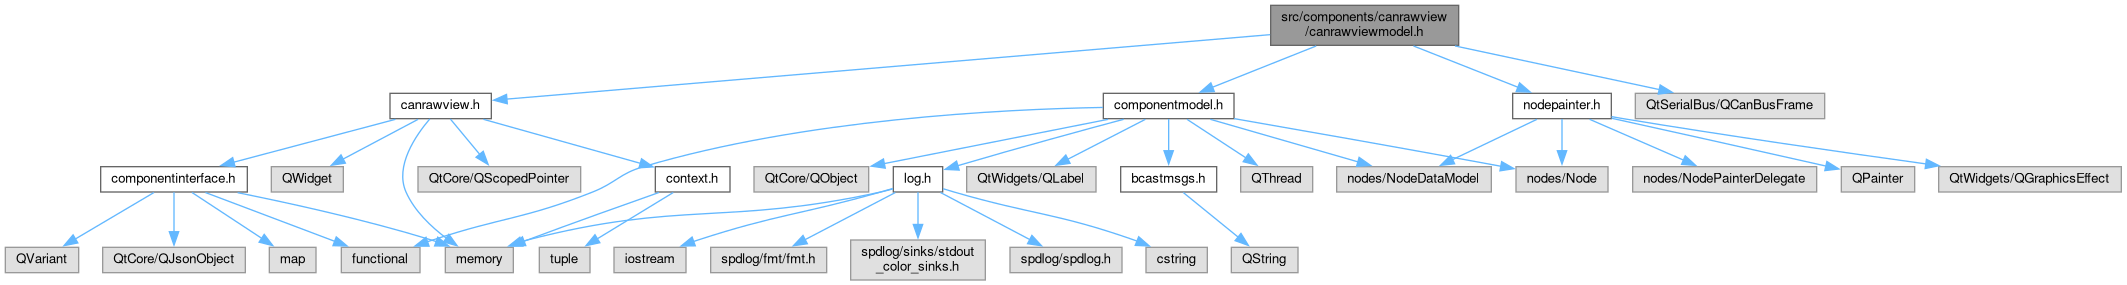 src/components/canrawview
/canrawviewmodel.h
canrawview.h
componentmodel.h
nodepainter.h
QtSerialBus/QCanBusFrame
componentinterface.h
QWidget
QtCore/QScopedPointer
context.h
QtCore/QObject
log.h
QtWidgets/QLabel
bcastmsgs.h
QThread
nodes/NodeDataModel
nodes/Node
nodes/NodePainterDelegate
QPainter
QtWidgets/QGraphicsEffect
QVariant
QtCore/QJsonObject
map
functional
memory
tuple
iostream
spdlog/fmt/fmt.h
spdlog/sinks/stdout
_color_sinks.h
spdlog/spdlog.h
cstring
QString